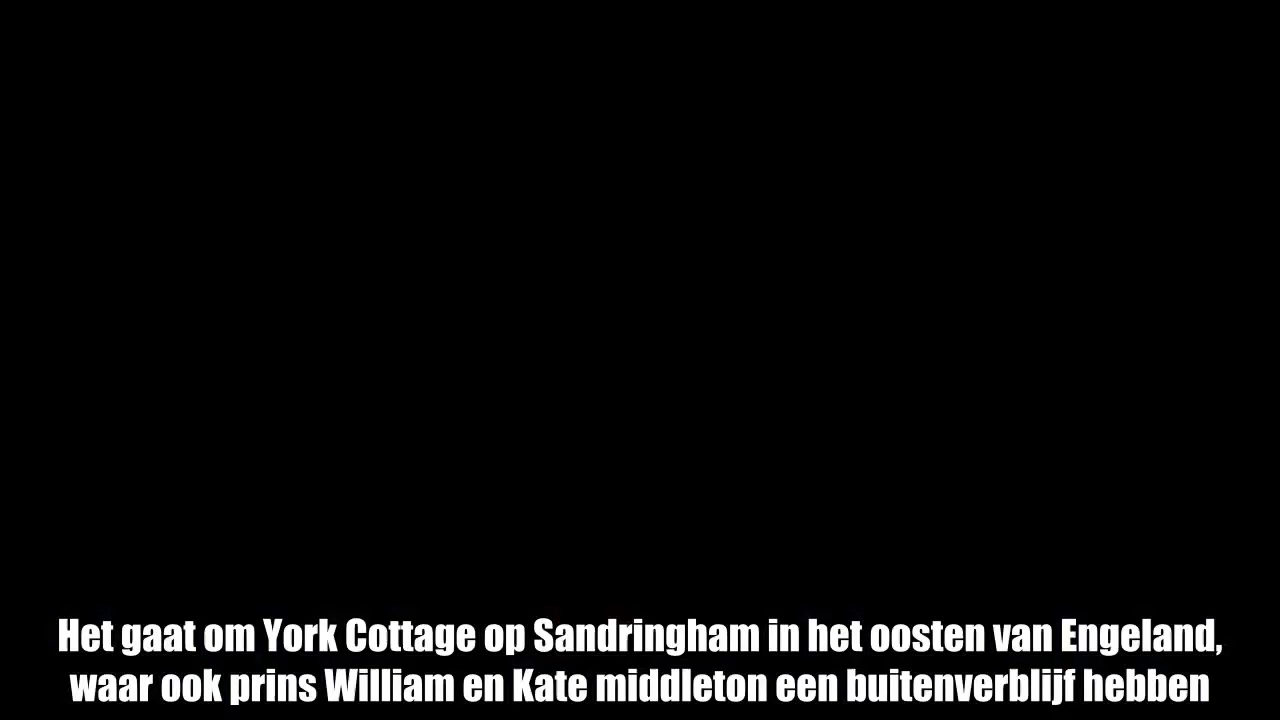 Het gaat om York Cottage op Sandringham in het oosten van Engeland,
waar ook prins William en Kate middleton een buitenverblijf hebben